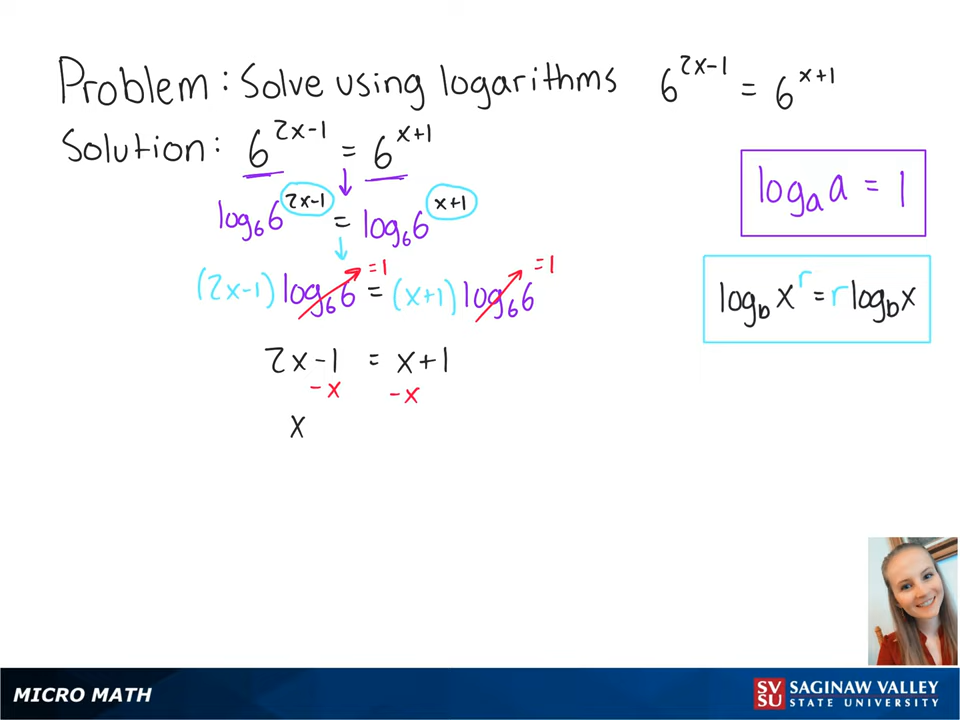 Problem: Solve using logarithms 6^(2x-1) = 6^(x+1)
Solution: 6^(2x-1) = 6^(x+1)
log_a a = 1
log_6 6^(2x-1) = log_6 6^(x+1)
(2x-1) log_6 6 =1 = (x+1) log_6 6 =1
log_b x^r = r log_b x
2x-1 = x+1
-x -x
x
MICRO MATH
SV
SU
SAGINAW VALLEY
STATE UNIVERSITY